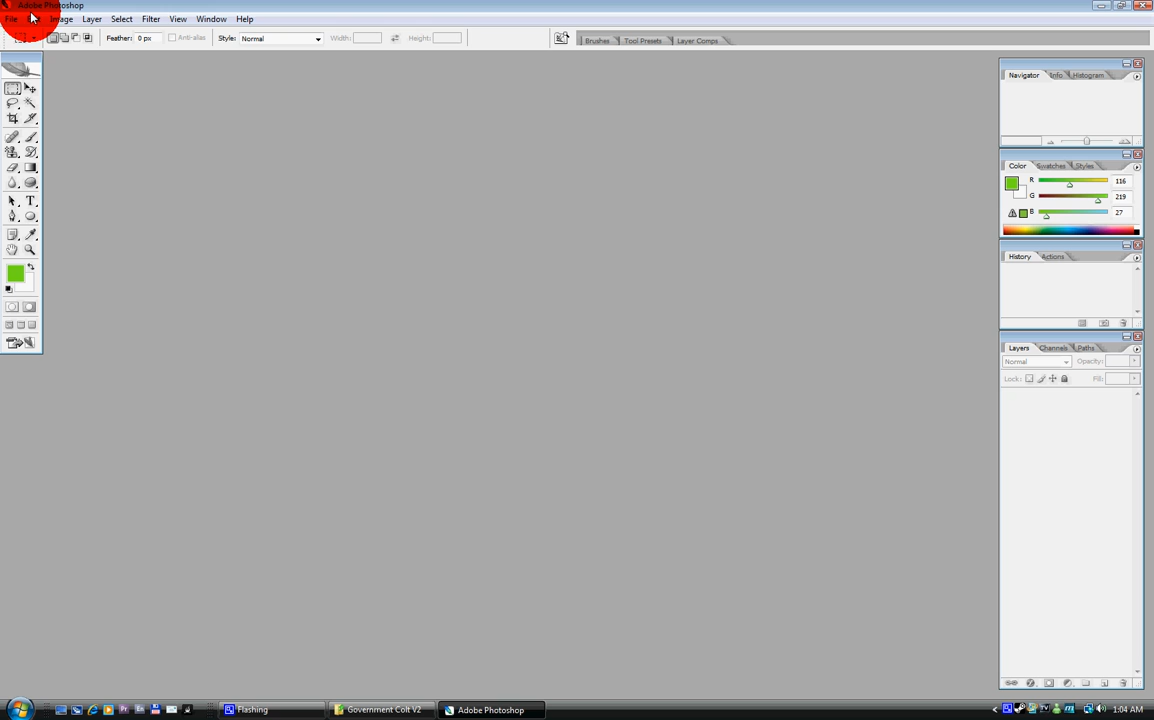 Adobe Photoshop
File Image Layer Select Filter View Window Help
Feather: 0 px Anti-alias Style: Normal Width: Height: Brushes Tool Presets Layer Comps
Navigator Info Histogram
Color Swatches Styles
R 116
G 219
B 27
History Actions
Layers Channels Paths
Normal Opacity:
Lock: Fill:
Flashing Government Colt V2 Adobe Photoshop 1:04 AM